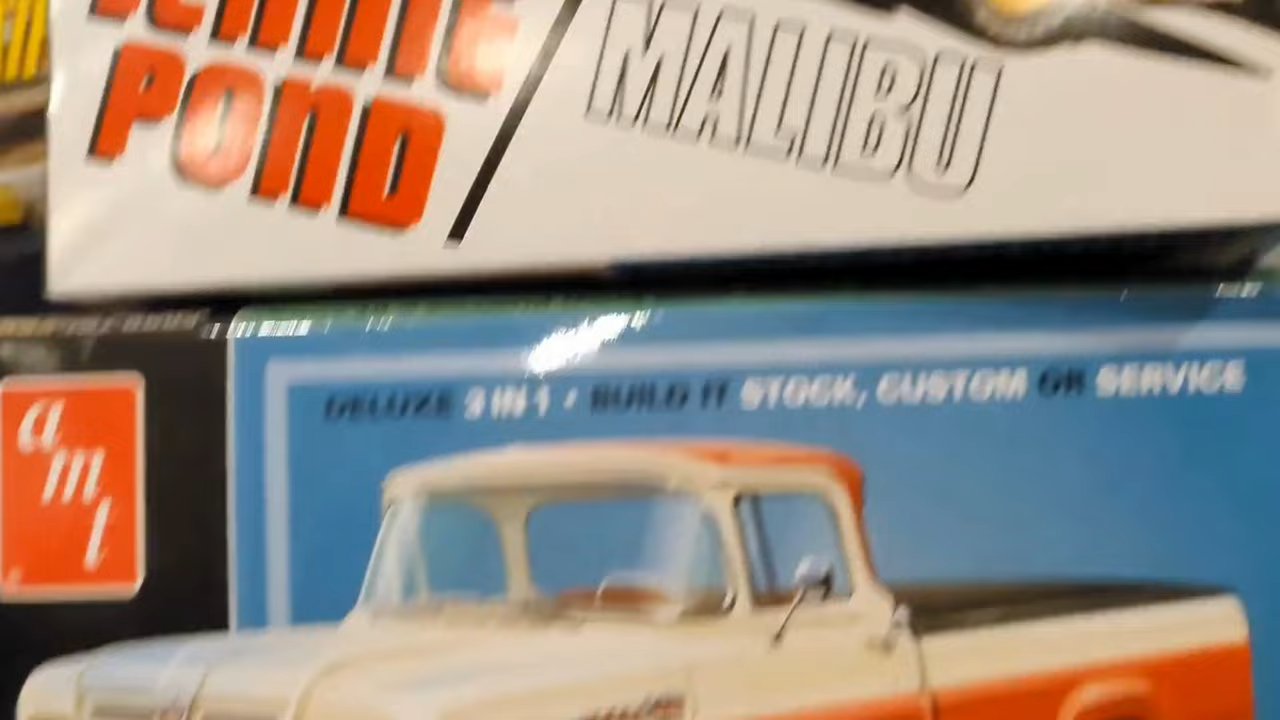 POND
MALIBU
amt
DELUXE 3 IN 1 • BUILD IT STOCK, CUSTOM OR SERVICE